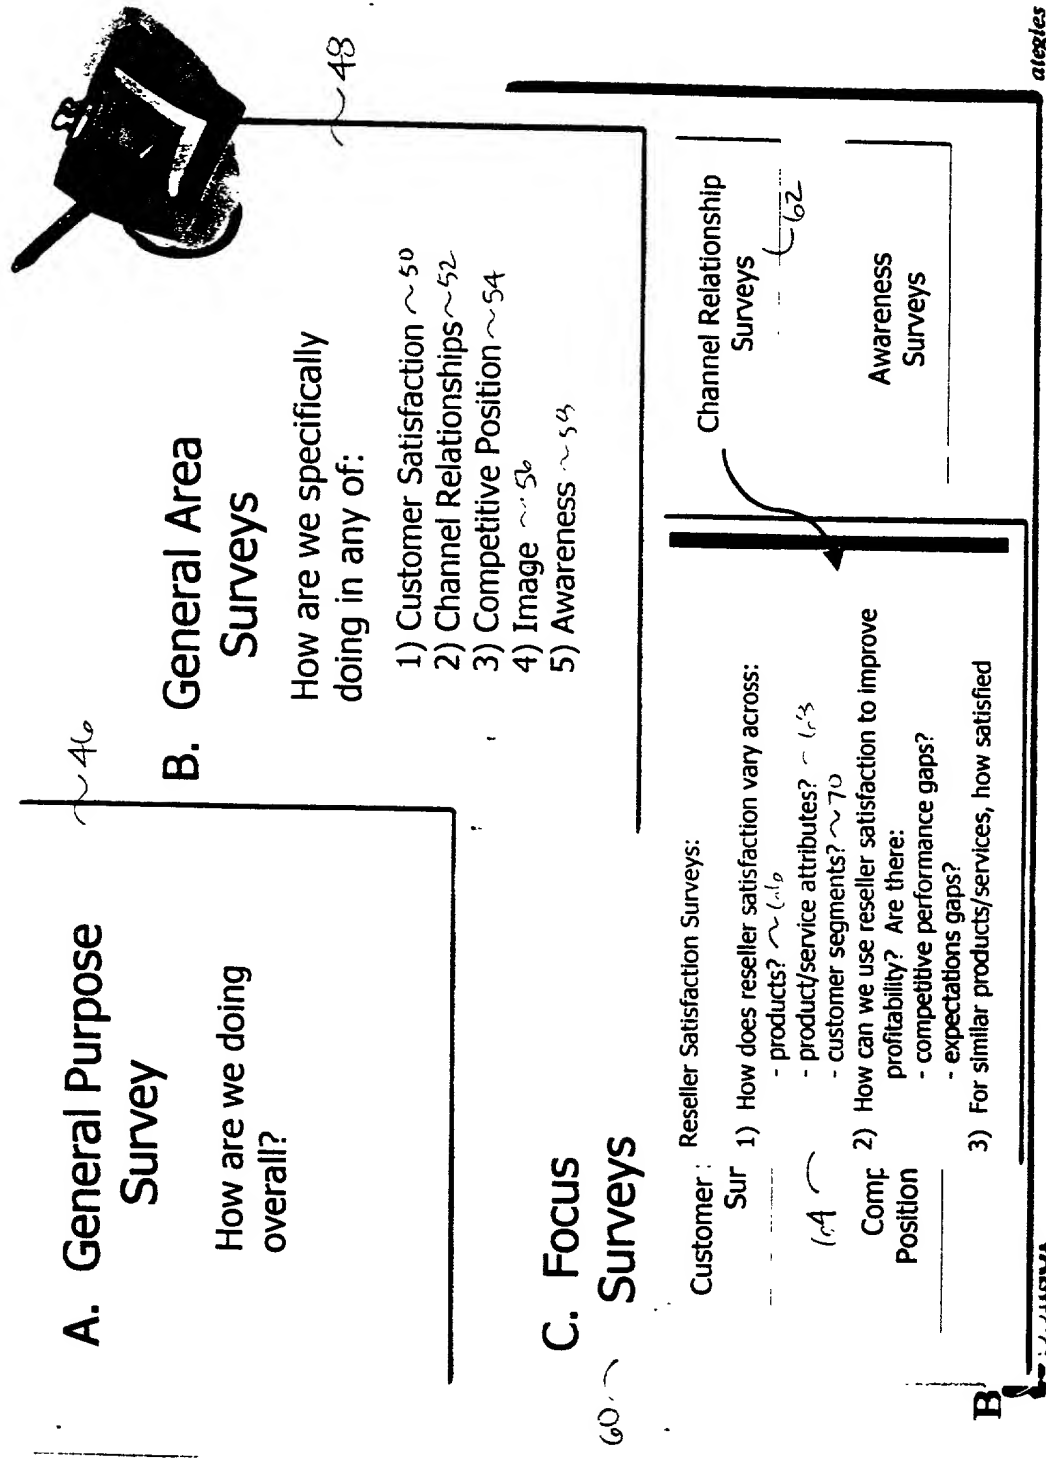 A. General Purpose
Survey
~46
How are we doing
overall?
B. General Area
Surveys
~48
How are we specifically
doing in any of:
1) Customer Satisfaction ~50
2) Channel Relationships ~52
3) Competitive Position ~54
4) Image ~56
5) Awareness ~58
C. Focus
Surveys
60
Customer
Sur
64
Comp
Position
Reseller Satisfaction Surveys:
1) How does reseller satisfaction vary across:
- products? ~66
- product/service attributes?
- customer segments? ~70
2) How can we use reseller satisfaction to improve
profitability? Are there:
- competitive performance gaps?
- expectations gaps?
3) For similar products/services, how satisfied
Channel Relationship
Surveys
62
Awareness
Surveys
B
ategies